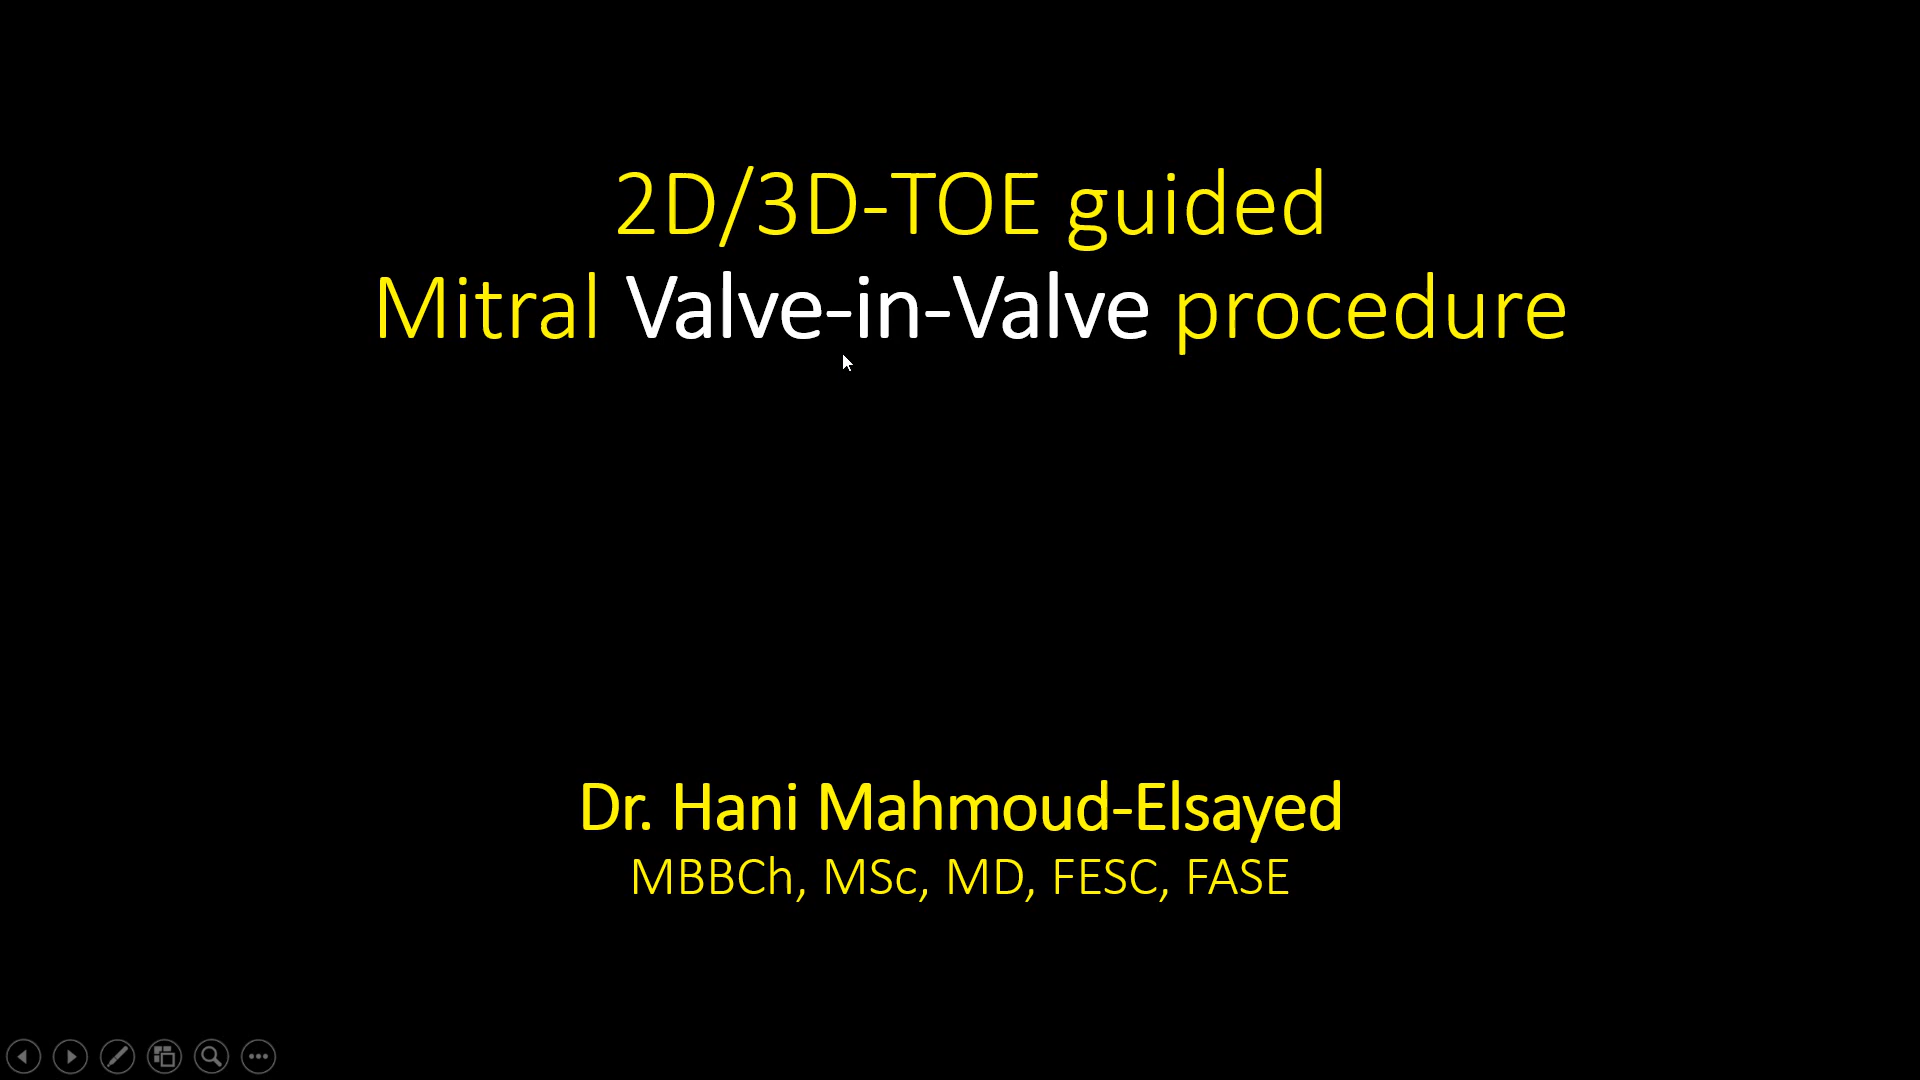 2D/3D-TOE guided
Mitral Valve-in-Valve procedure
Dr. Hani Mahmoud-Elsayed
MBBCh, MSc, MD, FESC, FASE